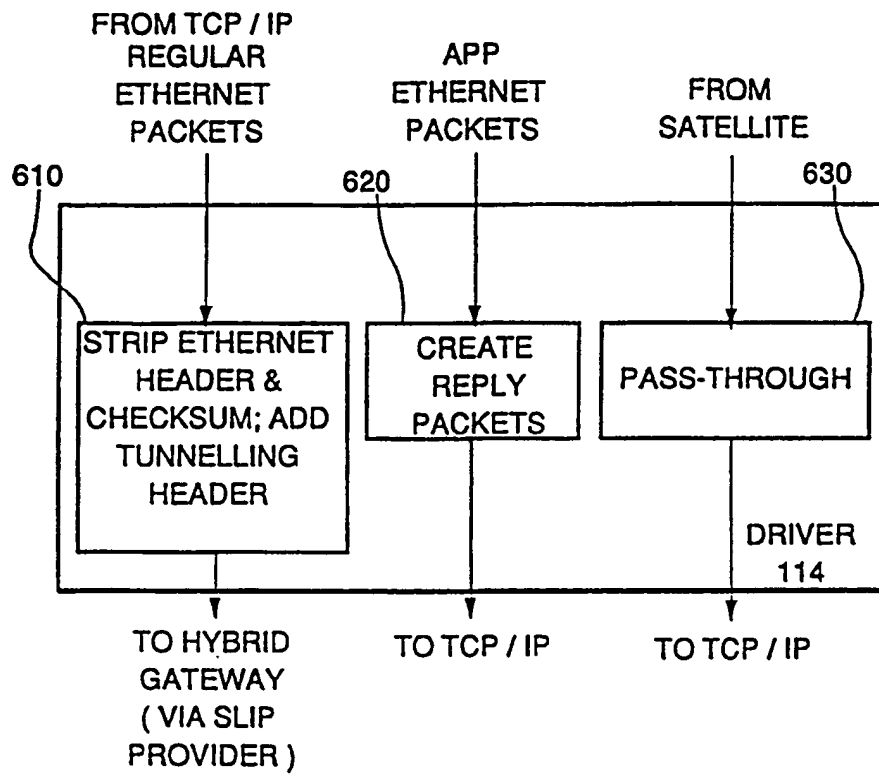 FROM TCP / IP
REGULAR
ETHERNET
PACKETS
APP
ETHERNET
PACKETS
FROM
SATELLITE
610
620
630
STRIP ETHERNET
HEADER &
CHECKSUM; ADD
TUNNELLING
HEADER
CREATE
REPLY
PACKETS
PASS-THROUGH
DRIVER
114
TO HYBRID
GATEWAY
( VIA SLIP
PROVIDER )
TO TCP / IP
TO TCP / IP